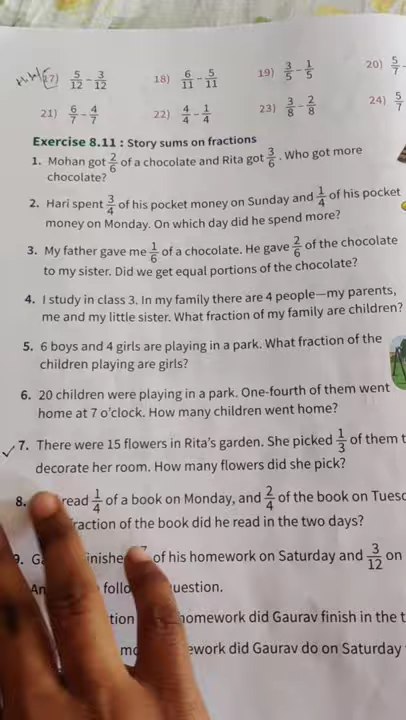 17) 5/12 - 3/12 18) 6/11 - 5/11 19) 3/5 - 1/5 20) 5/7 -
21) 6/7 - 4/7 22) 4/4 - 1/4 23) 3/8 - 2/8 24) 5/7
Exercise 8.11 : Story sums on fractions
1. Mohan got 2/6 of a chocolate and Rita got 3/6. Who got more
chocolate?
2. Hari spent 3/4 of his pocket money on Sunday and 1/4 of his pocket
money on Monday. On which day did he spend more?
3. My father gave me 1/6 of a chocolate. He gave 2/6 of the chocolate
to my sister. Did we get equal portions of the chocolate?
4. I study in class 3. In my family there are 4 people—my parents,
me and my little sister. What fraction of my family are children?
5. 6 boys and 4 girls are playing in a park. What fraction of the
children playing are girls?
6. 20 children were playing in a park. One-fourth of them went
home at 7 o'clock. How many children went home?
7. There were 15 flowers in Rita's garden. She picked 1/3 of them t
decorate her room. How many flowers did she pick?
8. read 1/4 of a book on Monday, and 2/4 of the book on Tuesd
raction of the book did he read in the two days?
9. G inishe of his homework on Saturday and 3/12 on
An follo uestion.
tion homework did Gaurav finish in the t
mo ework did Gaurav do on Saturday